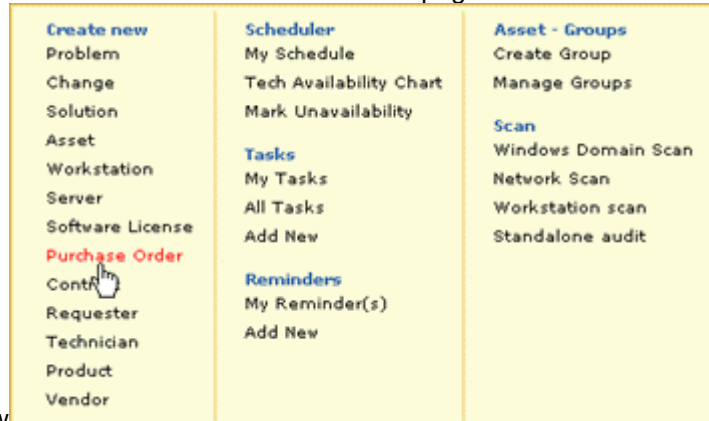 Create new
Problem
Change
Solution
Asset
Workstation
Server
Software License
Purchase Order
Requester
Technician
Product
Vendor
Scheduler
My Schedule
Tech Availability Chart
Mark Unavailability
Tasks
My Tasks
All Tasks
Add New
Reminders
My Reminder(s)
Add New
Asset - Groups
Create Group
Manage Groups
Scan
Windows Domain Scan
Network Scan
Workstation scan
Standalone audit